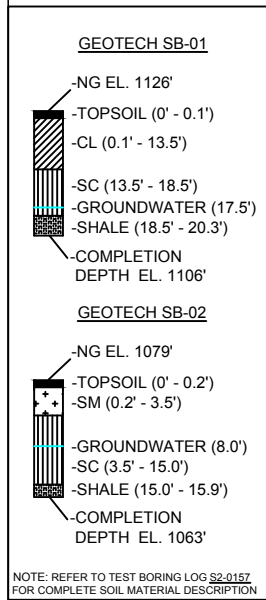 GEOTECH SB-01
-NG EL. 1126'
-TOPSOIL (0' - 0.1')
-CL (0.1' - 13.5')
-SC (13.5' - 18.5')
-GROUNDWATER (17.5')
-SHALE (18.5' - 20.3')
-COMPLETION
DEPTH EL. 1106'
GEOTECH SB-02
-NG EL. 1079'
-TOPSOIL (0' - 0.2')
-SM (0.2' - 3.5')
-GROUNDWATER (8.0')
-SC (3.5' - 15.0')
-SHALE (15.0' - 15.9')
-COMPLETION
DEPTH EL. 1063'
NOTE: REFER TO TEST BORING LOG S2-0157
FOR COMPLETE SOIL MATERIAL DESCRIPTION